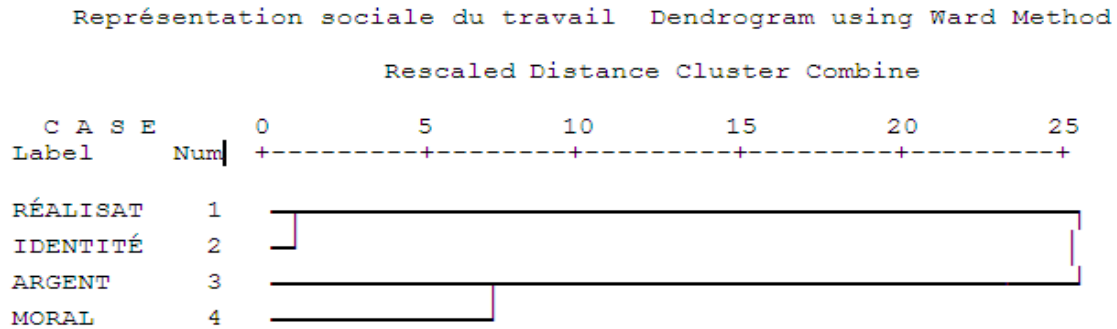 Représentation sociale du travail Dendrogram using Ward Method
Rescaled Distance Cluster Combine
C A S E 0 5 10 15 20 25
Label Num +---------+---------+---------+---------+---------+
RÉALISAT 1
IDENTITÉ 2
ARGENT 3
MORAL 4